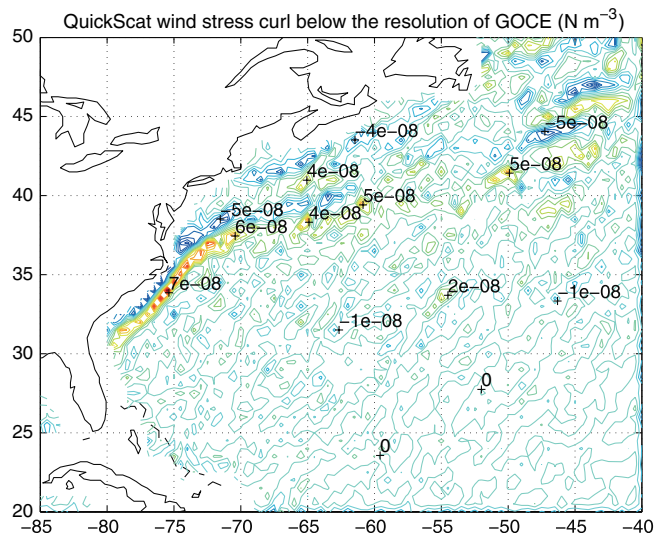 QuickScat wind stress curl below the resolution of GOCE (N m−3)
50
45
−4e−08
−5e−08
4e−08
5e−08
40
5e−08
−5e−08
4e−08
6e−08
35
7e−08
2e−08
−1e−08
−1e−08
30
0
25
0
20
−85 −80 −75 −70 −65 −60 −55 −50 −45 −40